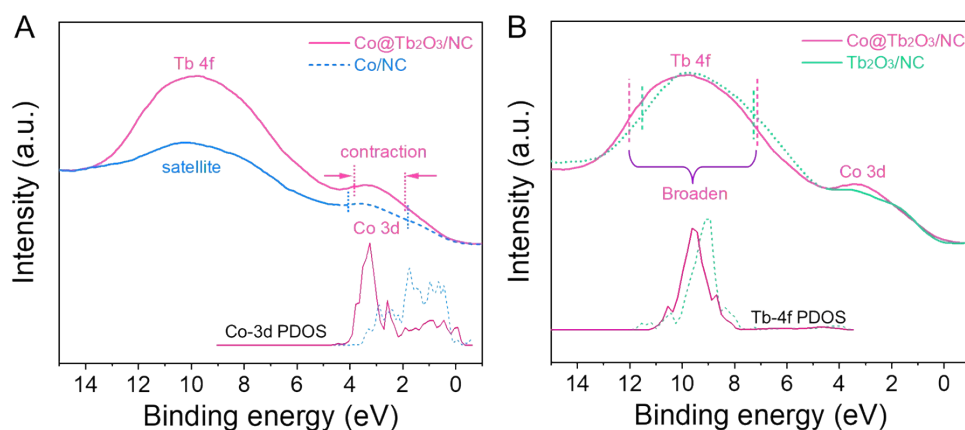 A
Co@Tb₂O₃/NC
Co/NC
Tb 4f
satellite
contraction
Co 3d
Co-3d PDOS
Intensity (a.u.)
14 12 10 8 6 4 2 0
Binding energy (eV)
B
Co@Tb₂O₃/NC
Tb₂O₃/NC
Tb 4f
Co 3d
Broaden
Tb-4f PDOS
Intensity (a.u.)
14 12 10 8 6 4 2 0
Binding energy (eV)